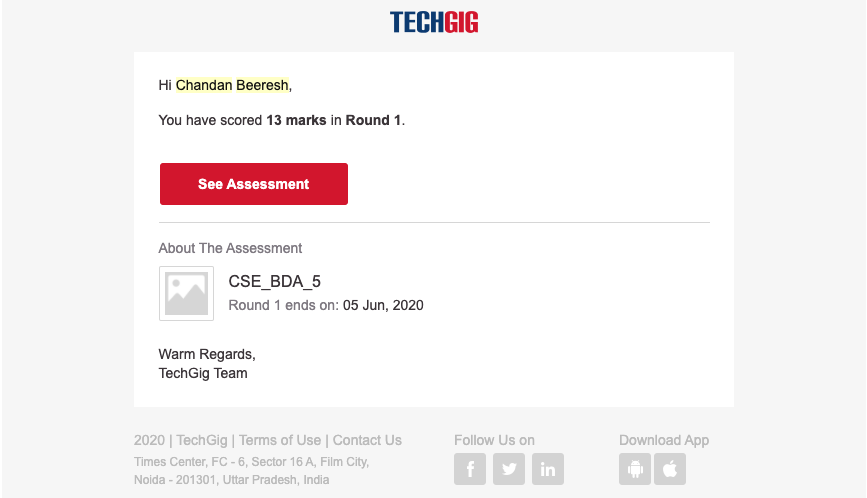 TECHGIG
Hi Chandan Beeresh,
You have scored 13 marks in Round 1.
See Assessment
About The Assessment
CSE_BDA_5
Round 1 ends on: 05 Jun, 2020
Warm Regards,
TechGig Team
2020 | TechGig | Terms of Use | Contact Us
Times Center, FC - 6, Sector 16 A, Film City,
Noida - 201301, Uttar Pradesh, India
Follow Us on
Download App